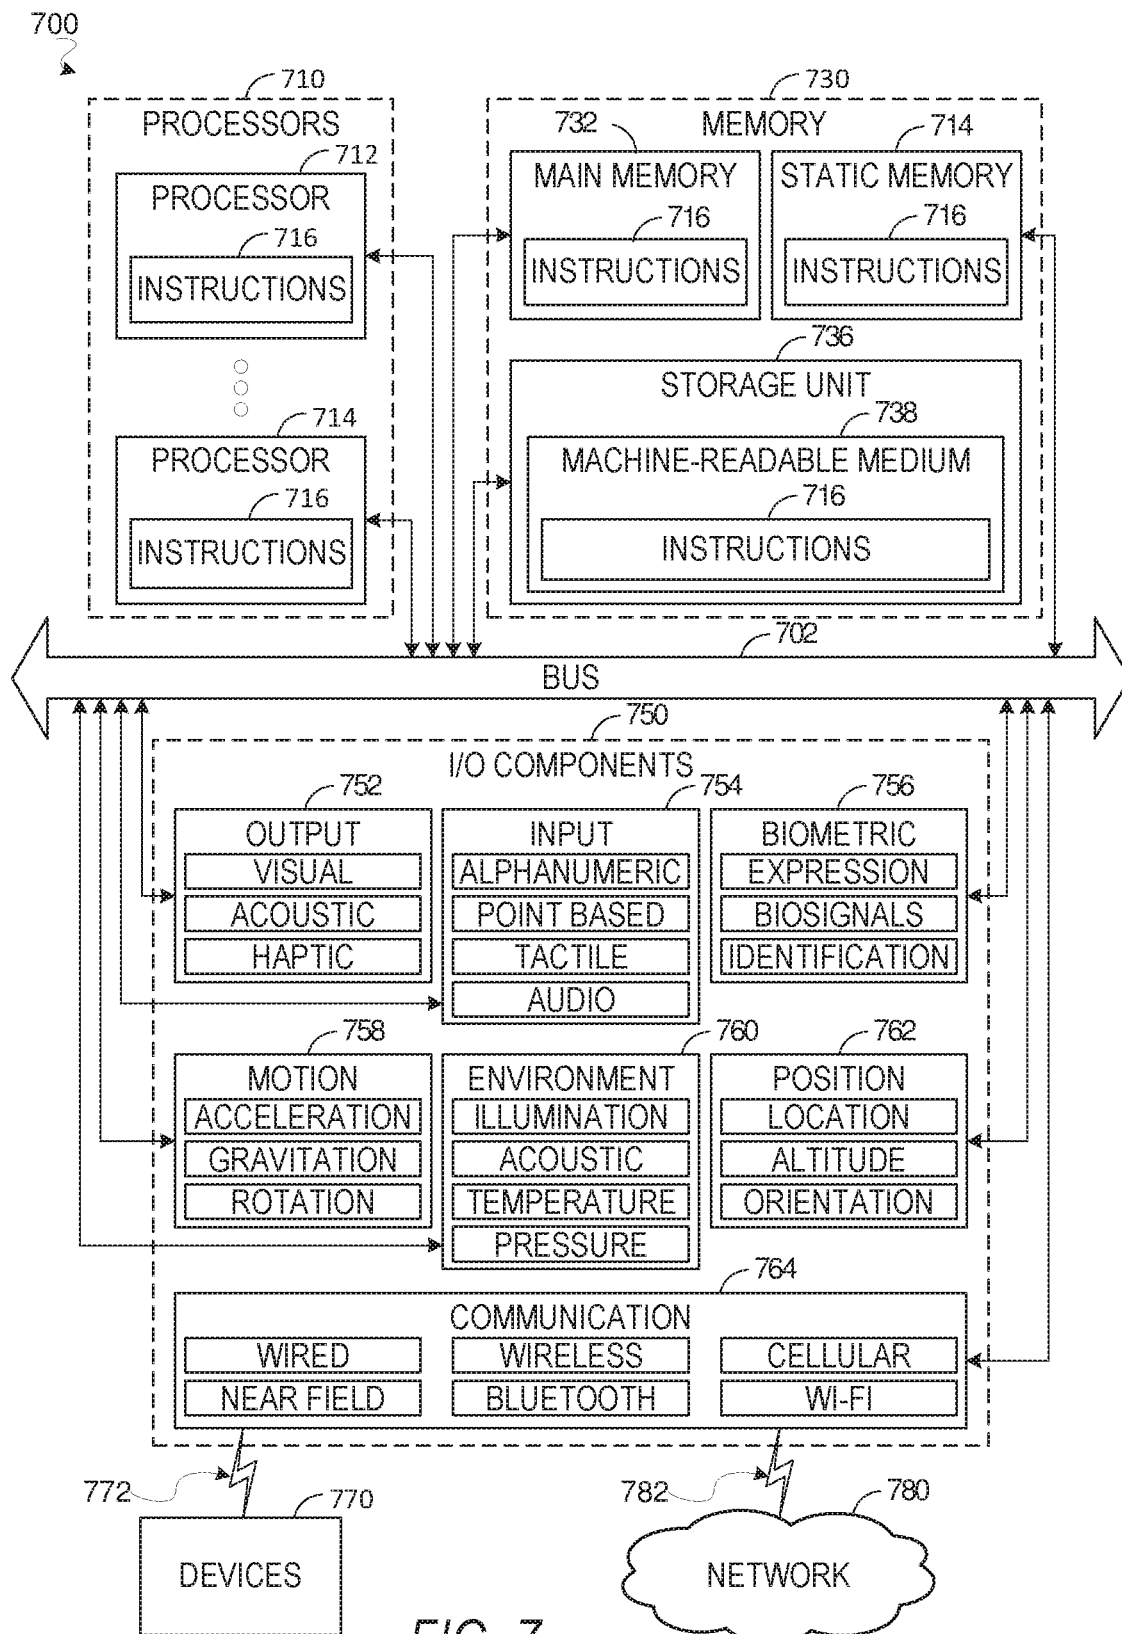 700
710
PROCESSORS
712
PROCESSOR
716
INSTRUCTIONS
714
PROCESSOR
716
INSTRUCTIONS
730
MEMORY
732
MAIN MEMORY
716
INSTRUCTIONS
714
STATIC MEMORY
716
INSTRUCTIONS
736
STORAGE UNIT
738
MACHINE-READABLE MEDIUM
716
INSTRUCTIONS
702
BUS
750
I/O COMPONENTS
752
OUTPUT
VISUAL
ACOUSTIC
HAPTIC
754
INPUT
ALPHANUMERIC
POINT BASED
TACTILE
AUDIO
756
BIOMETRIC
EXPRESSION
BIOSIGNALS
IDENTIFICATION
758
MOTION
ACCELERATION
GRAVITATION
ROTATION
760
ENVIRONMENT
ILLUMINATION
ACOUSTIC
TEMPERATURE
PRESSURE
762
POSITION
LOCATION
ALTITUDE
ORIENTATION
764
COMMUNICATION
WIRED
WIRELESS
CELLULAR
NEAR FIELD
BLUETOOTH
WI-FI
772
770
DEVICES
782
780
NETWORK
FIG. 7